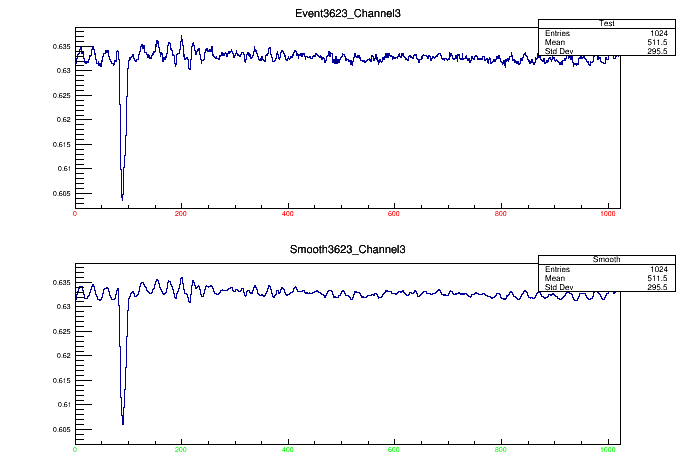 Event3623_Channel3
Test
Entries 1024
Mean 511.5
Std Dev 295.5
0.635
0.63
0.625
0.62
0.615
0.61
0.605
0 200 400 600 800 1000
Smooth3623_Channel3
Smooth
Entries 1024
Mean 511.5
Std Dev 295.5
0.635
0.63
0.625
0.62
0.615
0.61
0.605
0 200 400 600 800 1000